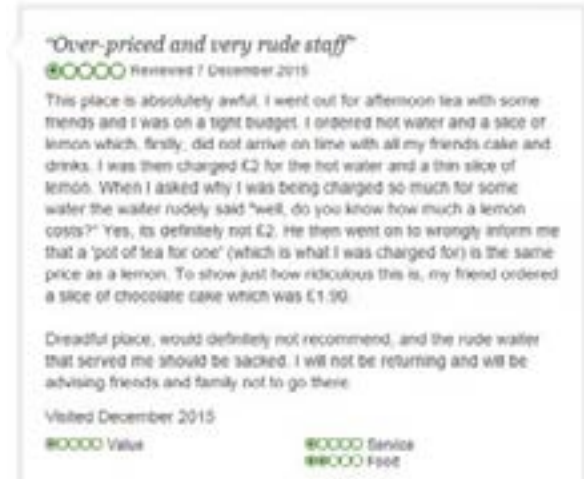 "Over-priced and very rude staff"
Reviewed 7 December 2015
This place is absolutely awful. I went out for afternoon tea with some
friends and I was on a tight budget. I ordered hot water and a slice of
lemon which, firstly, did not arrive on time with all my friends cake and
drinks. I was then charged £2 for the hot water and a thin slice of
lemon. When I asked why I was being charged so much for some
water the waiter rudely said "well, do you know how much a lemon
costs?" Yes, its definitely not £2. He then went on to wrongly inform me
that a 'pot of tea for one' (which is what I was charged for) is the same
price as a lemon. To show just how ridiculous this is, my friend ordered
a slice of chocolate cake which was £1.90.
Dreadful place, would definitely not recommend, and the rude waiter
that served me should be sacked. I will not be returning and will be
advising friends and family not to go there.
Visited December 2015
Value
Service
Food